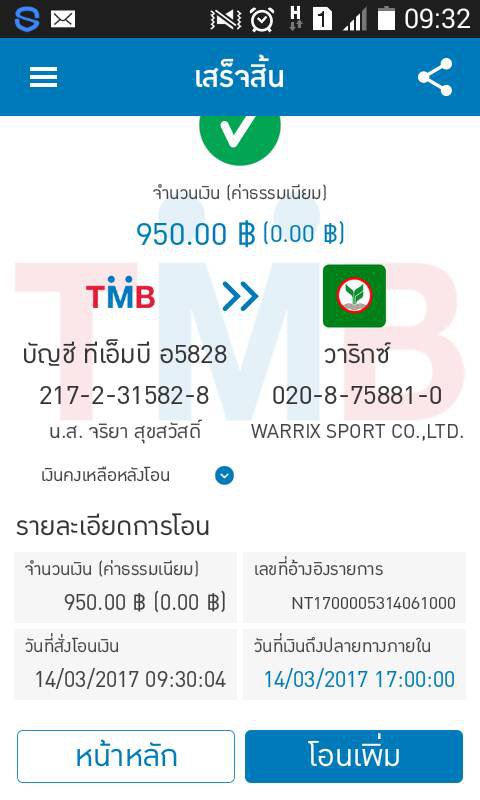 H 1 09:32
เสร็จสิ้น
จำนวนเงิน (ค่าธรรมเนียม)
950.00 ฿ (0.00 ฿)
TMB
TMB
บัญชี ทีเอ็มบี อ5828
วาริกซ์
217-2-31582-8
020-8-75881-0
น.ส. จริยา สุขสวัสดิ์
WARRIX SPORT CO.,LTD.
เงินคงเหลือหลังโอน
รายละเอียดการโอน
จำนวนเงิน (ค่าธรรมเนียม)
950.00 ฿ (0.00 ฿)
เลขที่อ้างอิงรายการ
NT1700005314061000
วันที่สั่งโอนเงิน
14/03/2017 09:30:04
วันที่เงินถึงปลายทางภายใน
14/03/2017 17:00:00
หน้าหลัก
โอนเพิ่ม